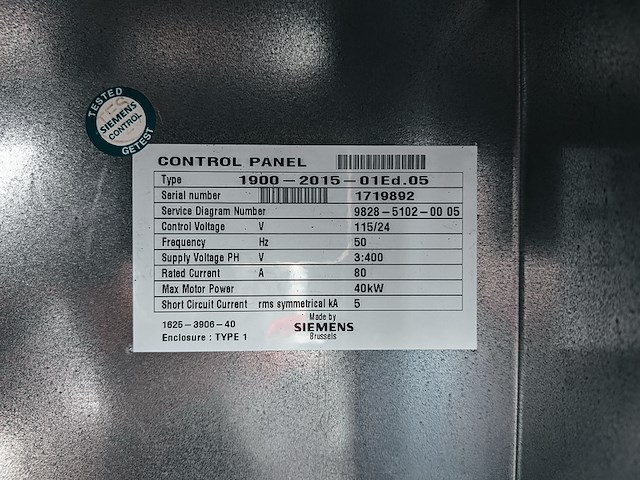 TESTED
SIEMENS
CONTROL
GETEST
CONTROL PANEL
Type 1900-2015-01Ed.05
Serial number 1719892
Service Diagram Number 9828-5102-00 05
Control Voltage V 115/24
Frequency Hz 50
Supply Voltage PH V 3:400
Rated Current A 80
Max Motor Power 40kW
Short Circuit Current rms symmetrical kA 5
1625-3906-40
Enclosure : TYPE 1
Made by
SIEMENS
Brussels